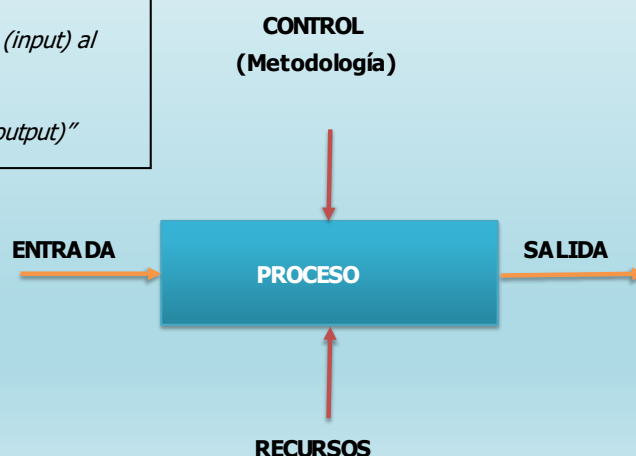 (input) al
output)”
CONTROL
(Metodología)
ENTRADA
SALIDA
PROCESO
RECURSOS